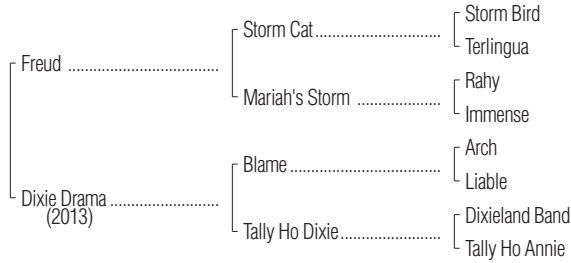 Storm Bird
Storm Cat
Terlingua
Freud
Rahy
Mariah's Storm
Immense
Arch
Blame
Liable
Dixie Drama
(2013)
Dixieland Band
Tally Ho Dixie
Tally Ho Annie